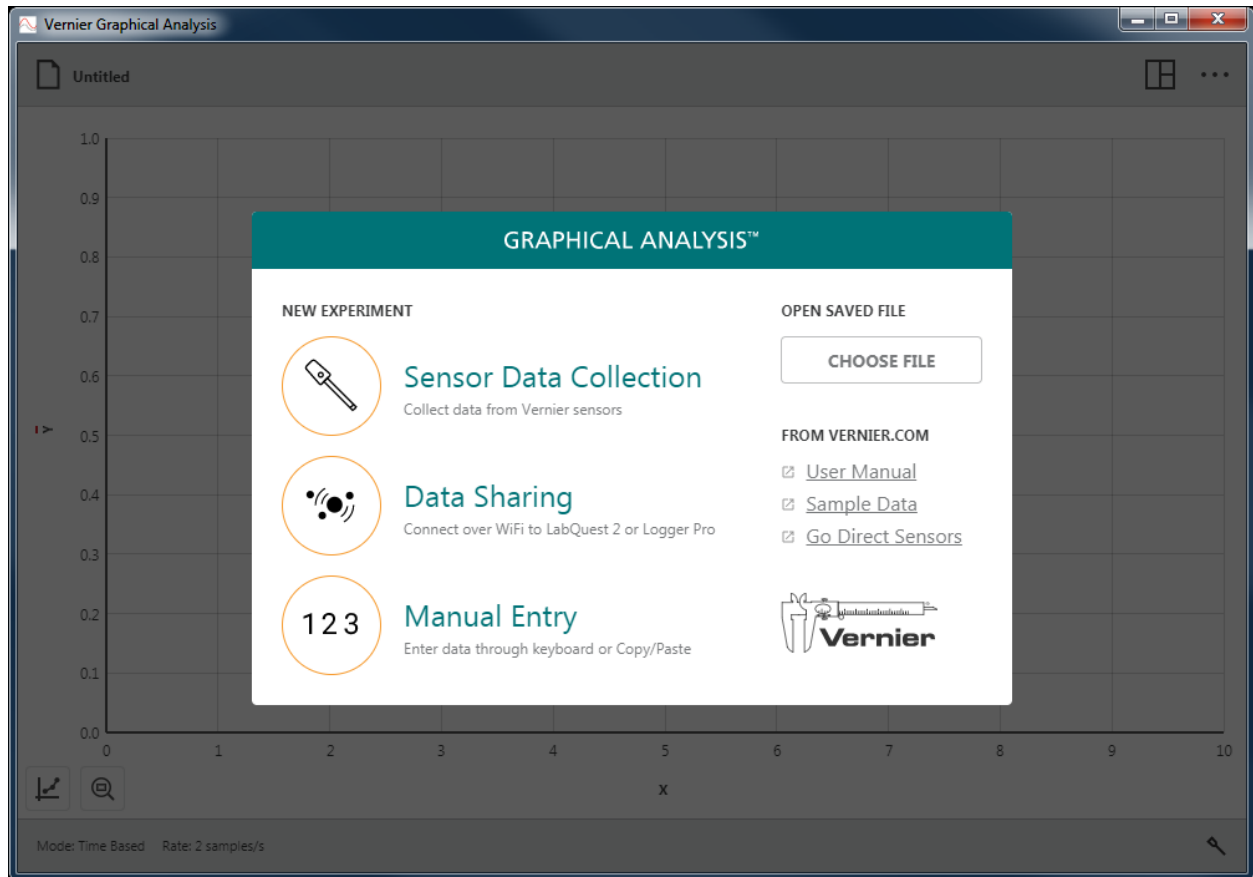 Vernier Graphical Analysis
Untitled
1.0
0.9
0.8
0.7
0.6
0.5
0.4
0.3
0.2
0.1
0.0
Y
0 1 2 3 4 5 6 7 8 9 10
X
GRAPHICAL ANALYSIS™
NEW EXPERIMENT
Sensor Data Collection
Collect data from Vernier sensors
Data Sharing
Connect over WiFi to LabQuest 2 or Logger Pro
123
Manual Entry
Enter data through keyboard or Copy/Paste
OPEN SAVED FILE
CHOOSE FILE
FROM VERNIER.COM
User Manual
Sample Data
Go Direct Sensors
Vernier
Mode: Time Based Rate: 2 samples/s